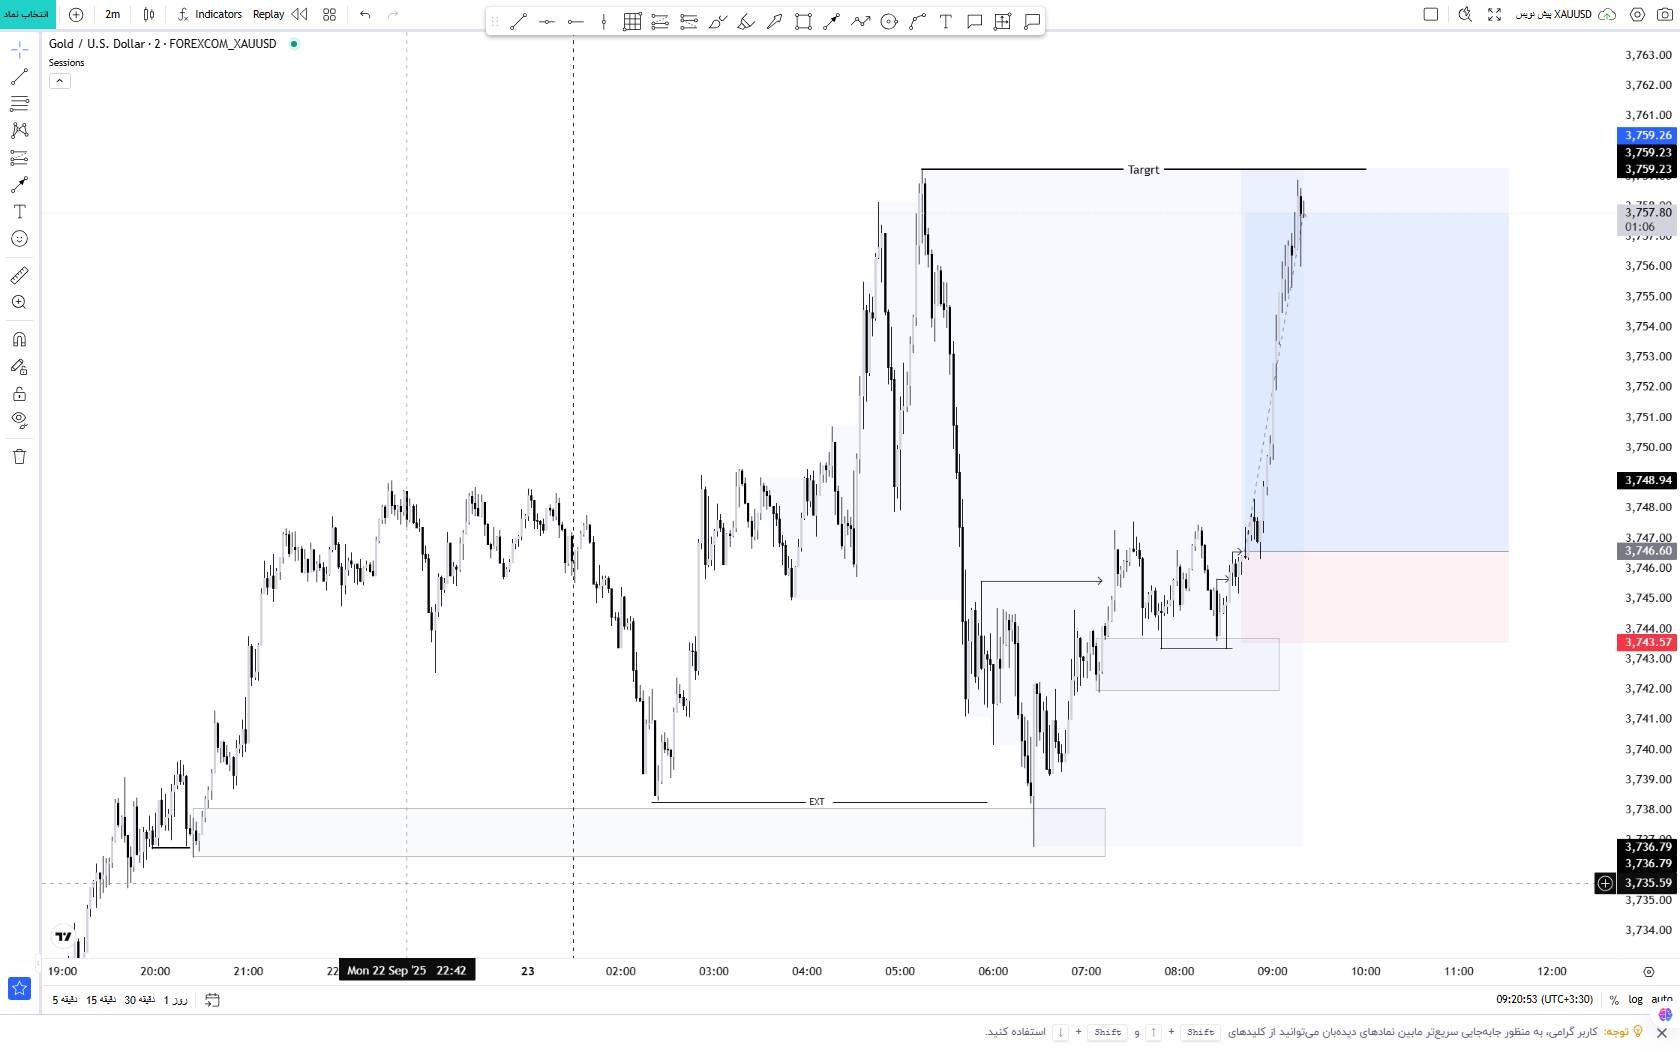 انتخاب نماد
2m
Indicators
Replay
XAUUSD پیش نویس
Gold / U.S. Dollar · 2 · FOREXCOM_XAUUSD
Sessions
Targrt
EXT
3,763.00
3,762.00
3,761.00
3,759.26
3,759.23
3,759.23
3,757.80
01:06
3,756.00
3,755.00
3,754.00
3,753.00
3,752.00
3,751.00
3,750.00
3,748.94
3,748.00
3,747.00
3,746.60
3,746.00
3,745.00
3,744.00
3,743.57
3,743.00
3,742.00
3,741.00
3,740.00
3,739.00
3,738.00
3,736.79
3,736.79
3,735.59
3,735.00
3,734.00
19:00
20:00
21:00
22
Mon 22 Sep '25 22:42
23
02:00
03:00
04:00
05:00
06:00
07:00
08:00
09:00
10:00
11:00
12:00
5 دقیقه
15 دقیقه
30 دقیقه
1 روز
09:20:53 (UTC+3:30)
%
log
auto
توجه: کاربر گرامی، به منظور جابه‌جایی سریع‌تر مابین نمادهای دیده‌بان می‌توانید از کلیدهای Shift + ↑ و Shift + ↓ استفاده کنید.